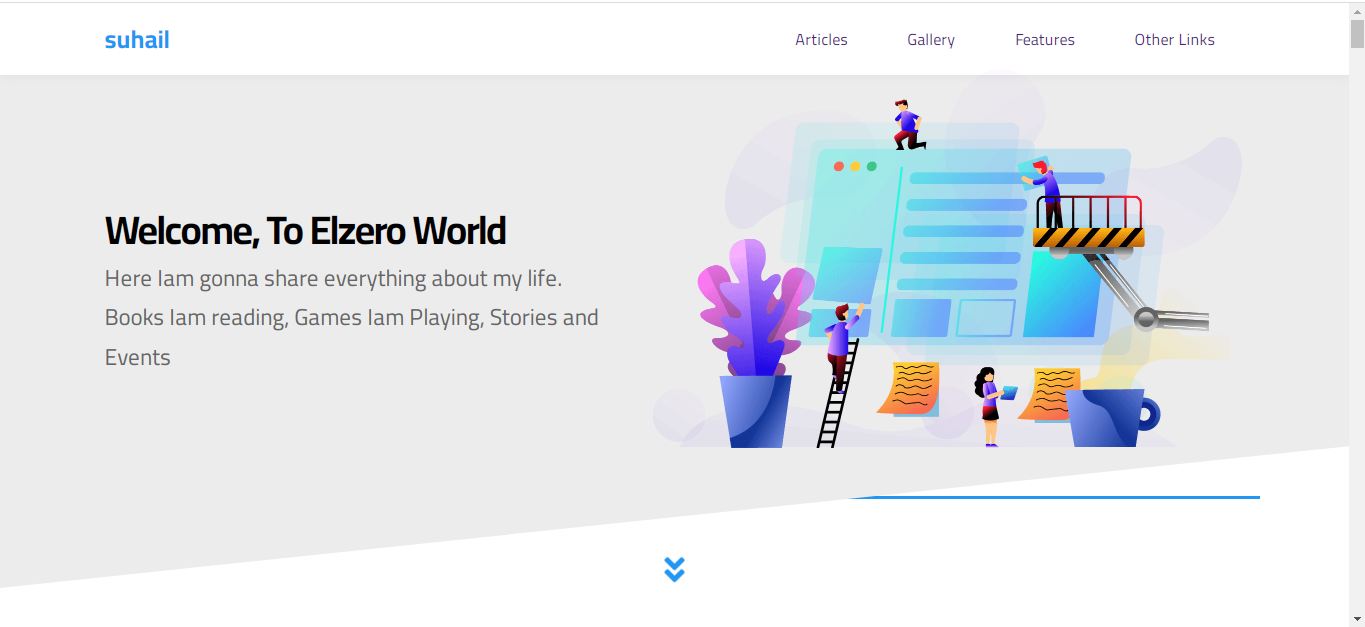 suhail
Articles
Gallery
Features
Other Links
Welcome, To Elzero World
Here Iam gonna share everything about my life.
Books Iam reading, Games Iam Playing, Stories and
Events